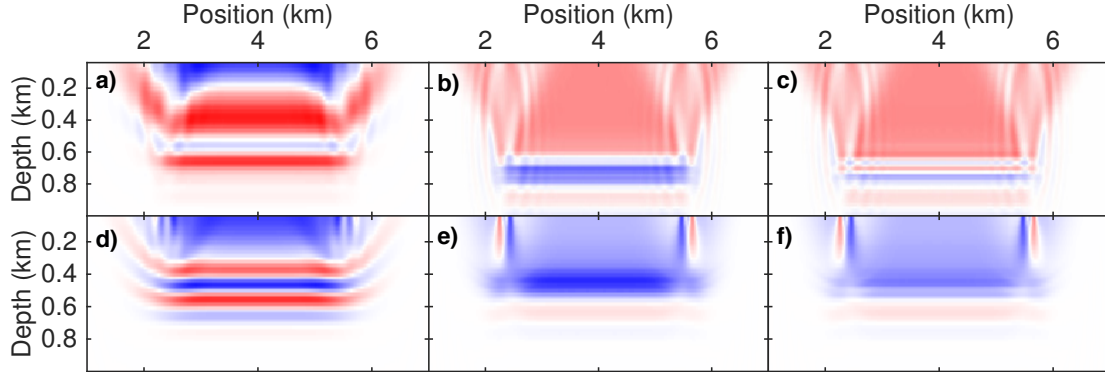 Position (km) Position (km) Position (km)
2 4 6 2 4 6 2 4 6
Depth (km)
0.2
0.4
0.6
0.8
a) b) c)
Depth (km)
0.2
0.4
0.6
0.8
d) e) f)